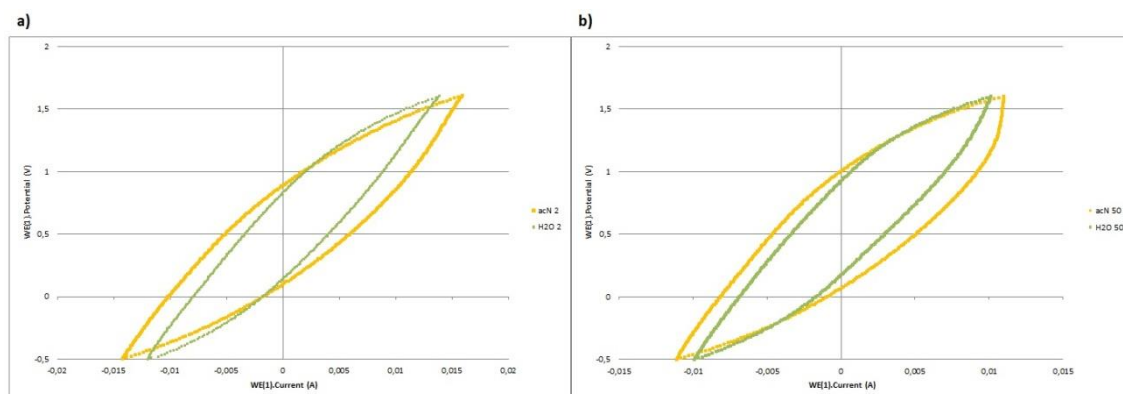 a)
2
1,5
1
0,5
0
-0,5
-0,02
-0,015
-0,01
-0,005
0
0,005
0,01
0,015
0,02
WE(1).Potential (V)
WE(1).Current (A)
acN 2
H2O 2
b)
2
1,5
1
0,5
0
-0,5
-0,015
-0,01
-0,005
0
0,005
0,01
0,015
WE(1).Potential (V)
WE(1).Current (A)
acN 50
H2O 50